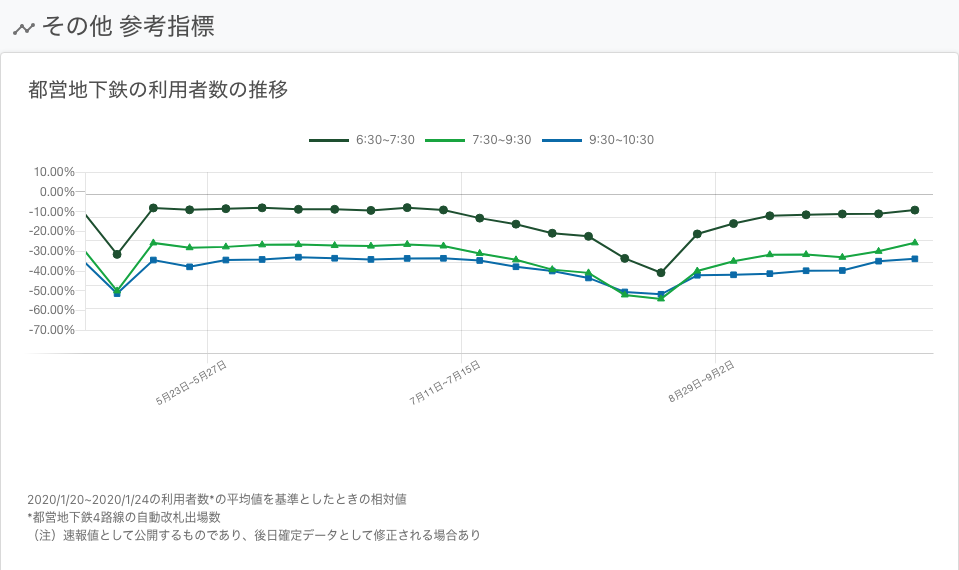 その他 参考指標
都営地下鉄の利用者数の推移
6:30~7:30 7:30~9:30 9:30~10:30
10.00%
0.00%
-10.00%
-20.00%
-30.00%
-40.00%
-50.00%
-60.00%
-70.00%
5月23日~5月27日 7月11日~7月15日 8月29日~9月2日
2020/1/20~2020/1/24の利用者数*の平均値を基準としたときの相対値
*都営地下鉄4路線の自動改札出場数
（注）速報値として公開するものであり、後日確定データとして修正される場合あり